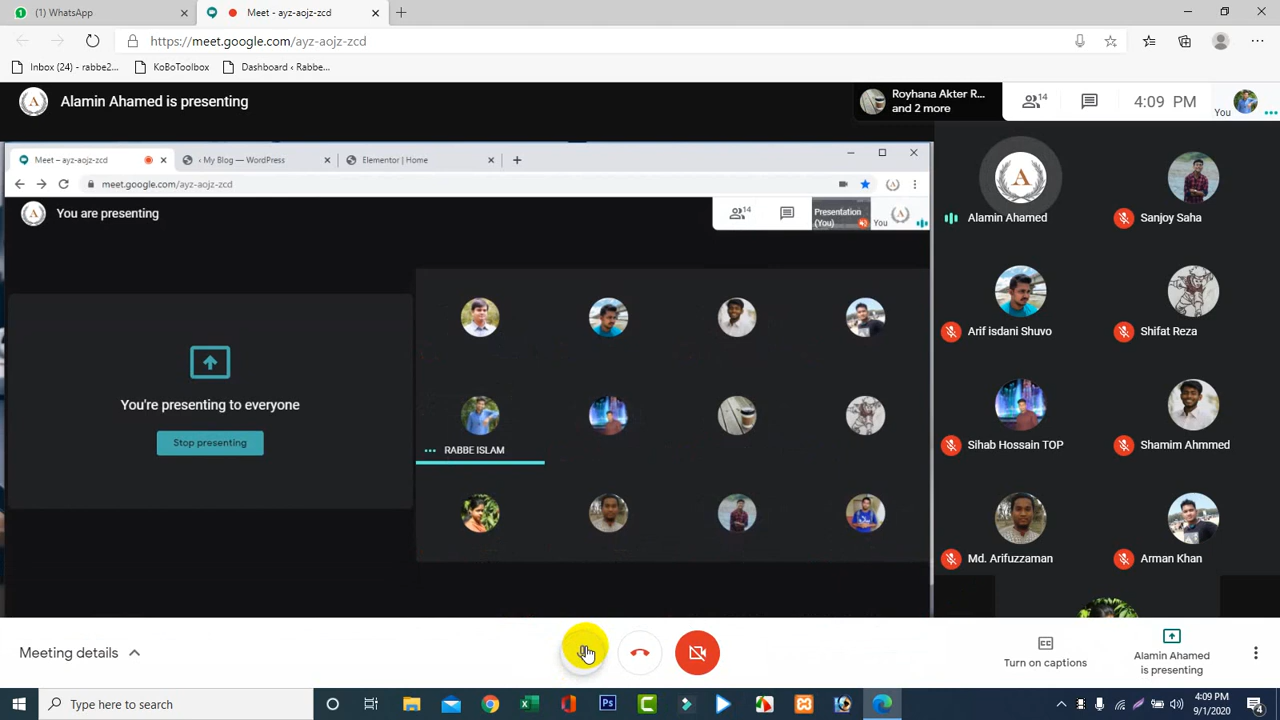 (1) WhatsApp
Meet - ayz-aojz-zcd
https://meet.google.com/ayz-aojz-zcd
Inbox (24) - rabbe2...
KoBoToolbox
Dashboard ‹ Rabbe...
Alamin Ahamed is presenting
Royhana Akter R...
and 2 more
14
4:09 PM
You
Meet – ayz-aojz-zcd
‹ My Blog — WordPress
Elementor | Home
meet.google.com/ayz-aojz-zcd
You are presenting
14
Presentation
(You)
You
You're presenting to everyone
Stop presenting
RABBE ISLAM
A
Alamin Ahamed
Sanjoy Saha
Arif isdani Shuvo
Shifat Reza
Sihab Hossain TOP
Shamim Ahmmed
Md. Arifuzzaman
Arman Khan
Meeting details
CC
Turn on captions
Alamin Ahamed
is presenting
Type here to search
Ps
4:09 PM
9/1/2020
4